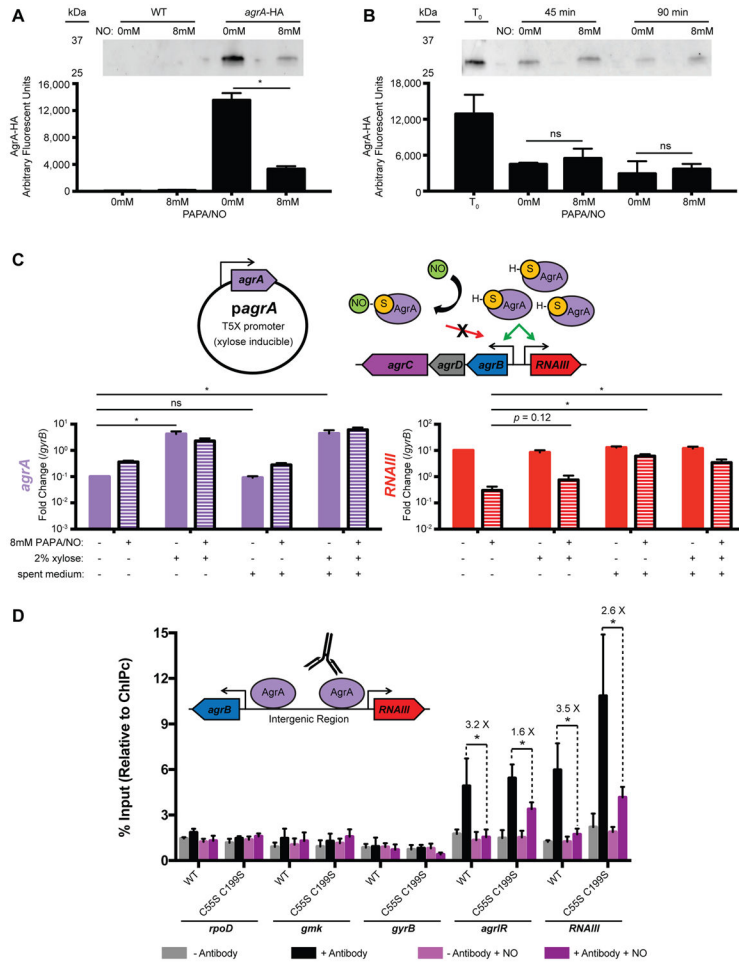 A
kDa WT agrA-HA
NO: 0mM 8mM 0mM 8mM
37
25
*
AgrA-HA
Arbitrary Fluorescent Units
16,000
12,000
8,000
4,000
0
0mM 8mM 0mM 8mM
PAPA/NO
B
kDa T0 45 min 90 min
NO: 0mM 8mM 0mM 8mM
37
25
AgrA-HA
Arbitrary Fluorescent Units
18,000
12,000
6,000
0
ns ns
T0 0mM 8mM 0mM 8mM
PAPA/NO
C
agrA
pagrA
T5X promoter
(xylose inducible)
NO
NO S AgrA
X
H- S AgrA
H- S AgrA
H- S AgrA
agrC agrD agrB RNAIII
*
ns
*
agrA
Fold Change (/gyrB)
10^1
10^0
10^-1
10^-2
10^-3
*
*
p = 0.12
RNAIII
Fold Change (/gyrB)
10^2
10^1
10^0
10^-1
10^-2
8mM PAPA/NO: - + - + - + - +
2% xylose: - - + + - - + +
spent medium: - - - - + + + +
- + - + - + - +
- - + + - - + +
- - - - + + + +
D
% Input (Relative to ChIPc)
15
12
9
6
3
0
AgrA AgrA
agrB Intergenic Region RNAIII
3.2 X
*
1.6 X
*
3.5 X
*
2.6 X
*
WT C55S C199S WT C55S C199S WT C55S C199S WT C55S C199S WT C55S C199S
rpoD gmk gyrB agrIR RNAIII
- Antibody + Antibody - Antibody + NO + Antibody + NO